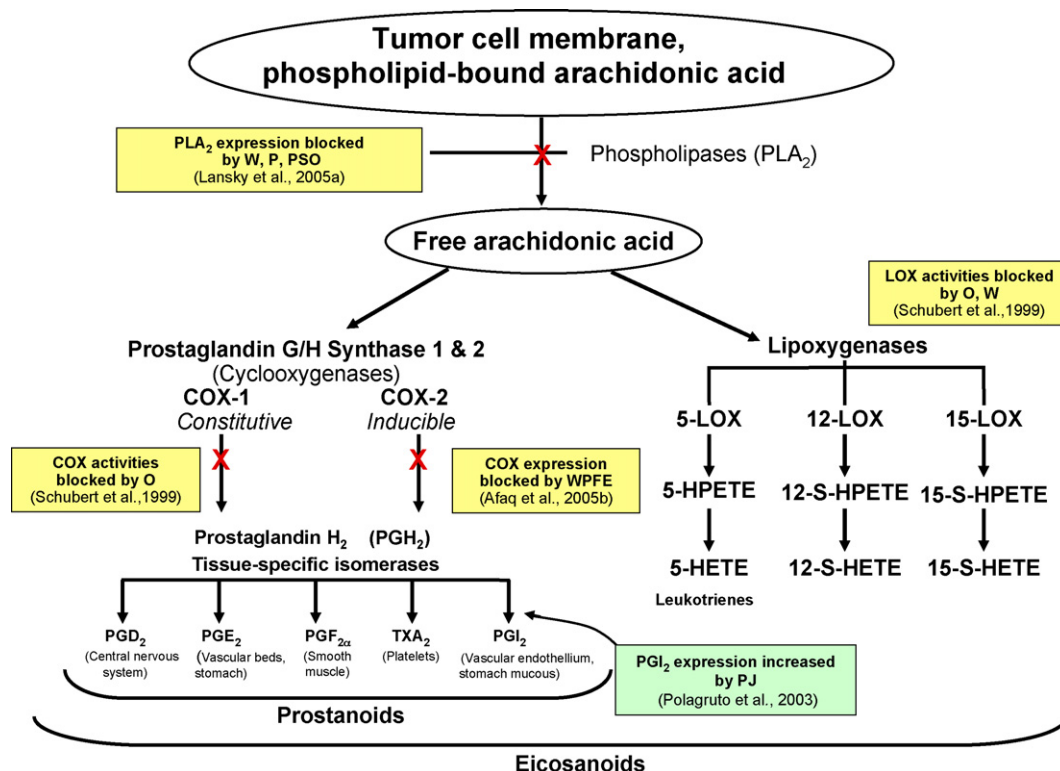 Tumor cell membrane,
phospholipid-bound arachidonic acid
PLA₂ expression blocked
by W, P, PSO
(Lansky et al., 2005a)
X
Phospholipases (PLA₂)
Free arachidonic acid
LOX activities blocked
by O, W
(Schubert et al.,1999)
Prostaglandin G/H Synthase 1 & 2
(Cyclooxygenases)
Lipoxygenases
COX-1
Constitutive
COX-2
Inducible
5-LOX
12-LOX
15-LOX
COX activities
blocked by O
(Schubert et al.,1999)
X
X
COX expression
blocked by WPFE
(Afaq et al., 2005b)
5-HPETE
12-S-HPETE
15-S-HPETE
Prostaglandin H₂ (PGH₂)
Tissue-specific isomerases
5-HETE
12-S-HETE
15-S-HETE
Leukotrienes
PGD₂
(Central nervous
system)
PGE₂
(Vascular beds,
stomach)
PGF₂α
(Smooth
muscle)
TXA₂
(Platelets)
PGI₂
(Vascular endothellium,
stomach mucous)
PGI₂ expression increased
by PJ
(Polagruto et al., 2003)
Prostanoids
Eicosanoids